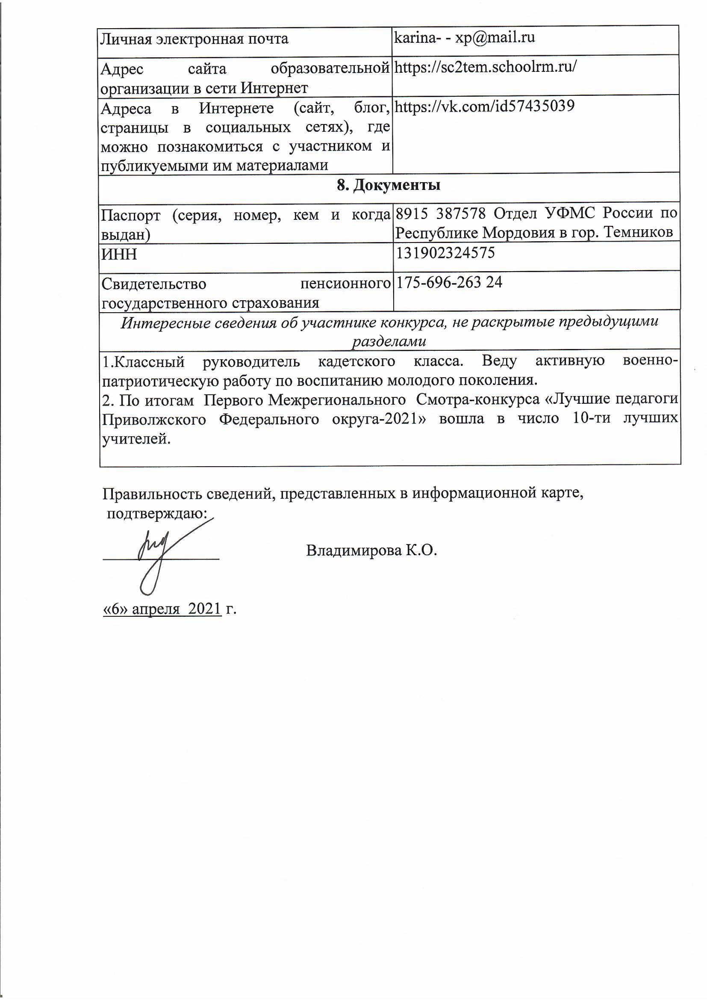 Личная электронная почта karina- - xp@mail.ru
Адрес сайта образовательной https://sc2tem.schoolrm.ru/
организации в сети Интернет
Адреса в Интернете (сайт, блог, https://vk.com/id57435039
страницы в социальных сетях), где
можно познакомиться с участником и
публикуемыми им материалами
8. Документы
Паспорт (серия, номер, кем и когда 8915 387578 Отдел УФМС России по
выдан) Республике Мордовия в гор. Темников
ИНН 131902324575
Свидетельство пенсионного 175-696-263 24
государственного страхования
Интересные сведения об участнике конкурса, не раскрытые предыдущими
разделами
1.Классный руководитель кадетского класса. Веду активную военно-
патриотическую работу по воспитанию молодого поколения.
2. По итогам Первого Межрегионального Смотра-конкурса «Лучшие педагоги
Приволжского Федерального округа-2021» вошла в число 10-ти лучших
учителей.
Правильность сведений, представленных в информационной карте,
подтверждаю:
Владимирова К.О.
«6» апреля 2021 г.